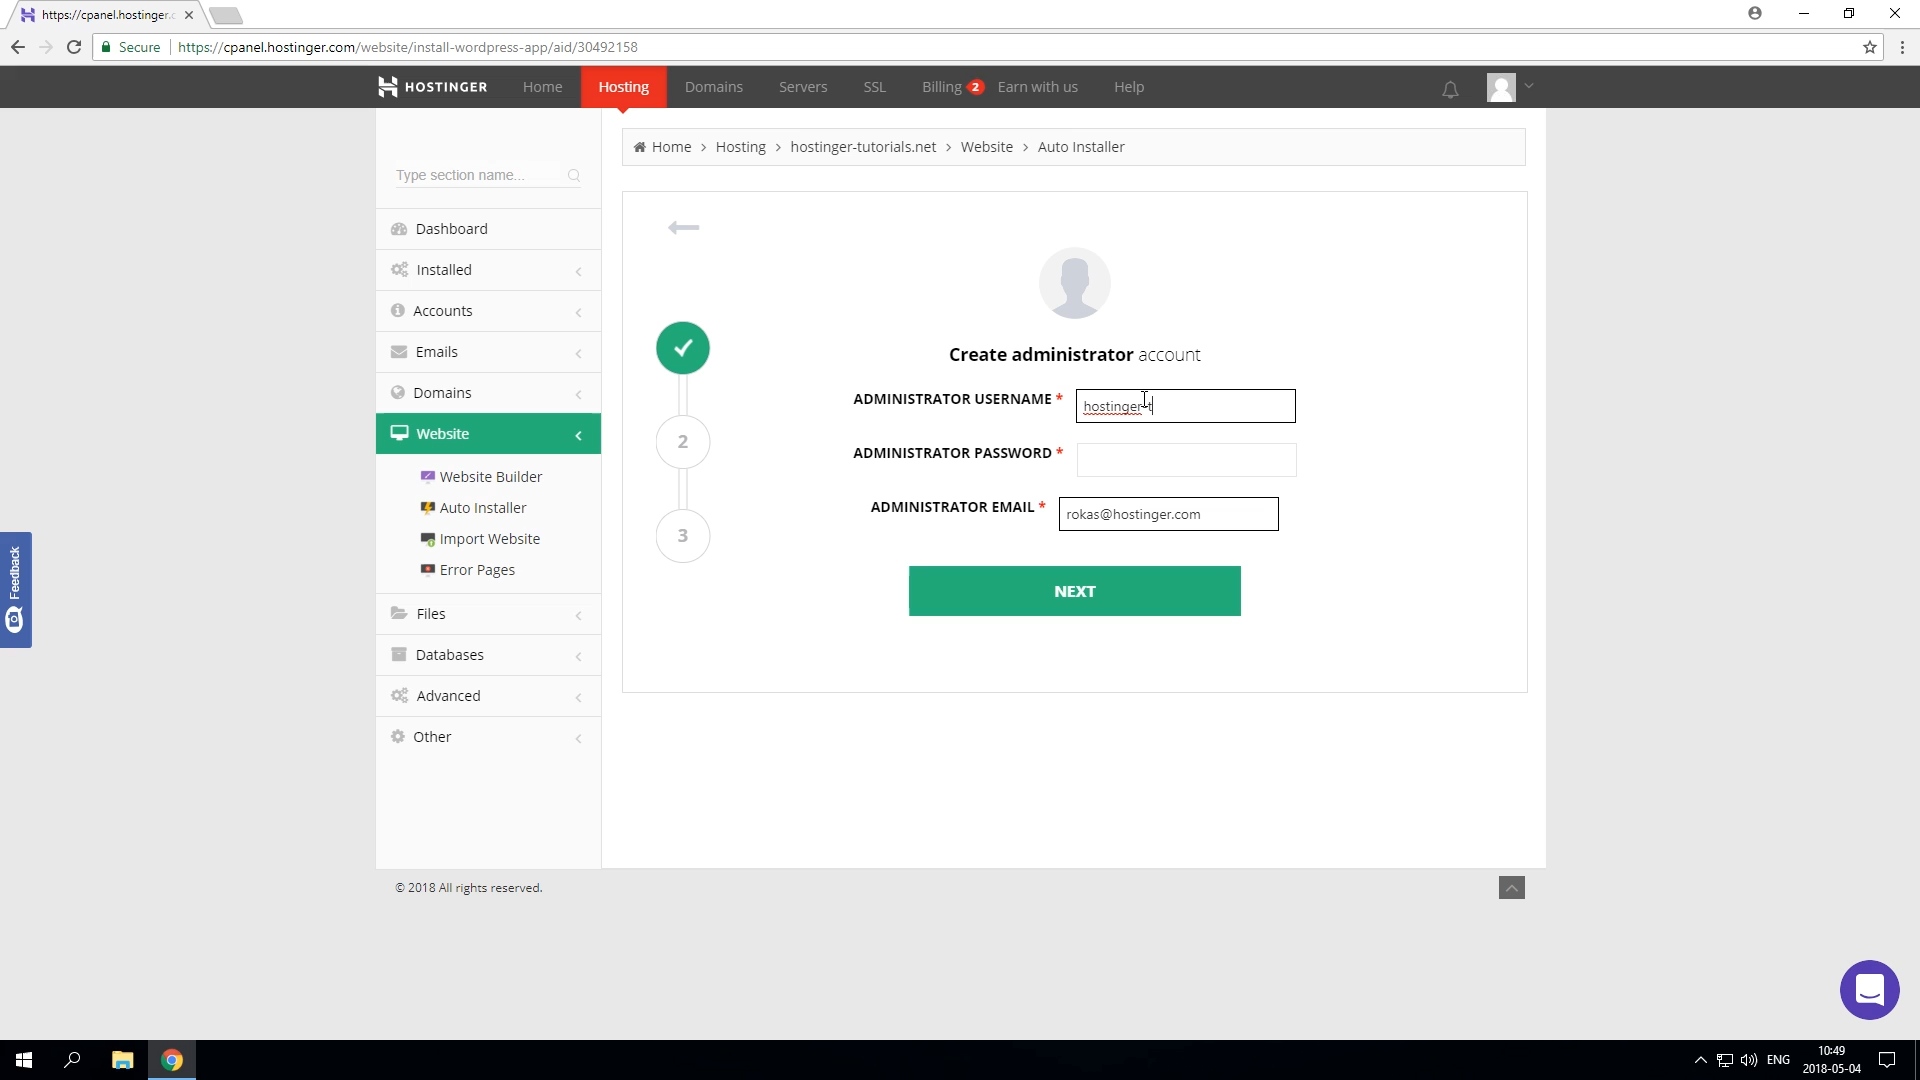 https://cpanel.hostinger.c
Secure https://cpanel.hostinger.com/website/install-wordpress-app/aid/30492158
HOSTINGER Home Hosting Domains Servers SSL Billing 2 Earn with us Help
Home > Hosting > hostinger-tutorials.net > Website > Auto Installer
Type section name...
Dashboard
Installed
Accounts
Emails
Domains
Website
Website Builder
Auto Installer
Import Website
Error Pages
Files
Databases
Advanced
Other
Feedback
2
3
Create administrator account
ADMINISTRATOR USERNAME * hostinger-t
ADMINISTRATOR PASSWORD *
ADMINISTRATOR EMAIL * rokas@hostinger.com
NEXT
© 2018 All rights reserved.
ENG
10:49
2018-05-04